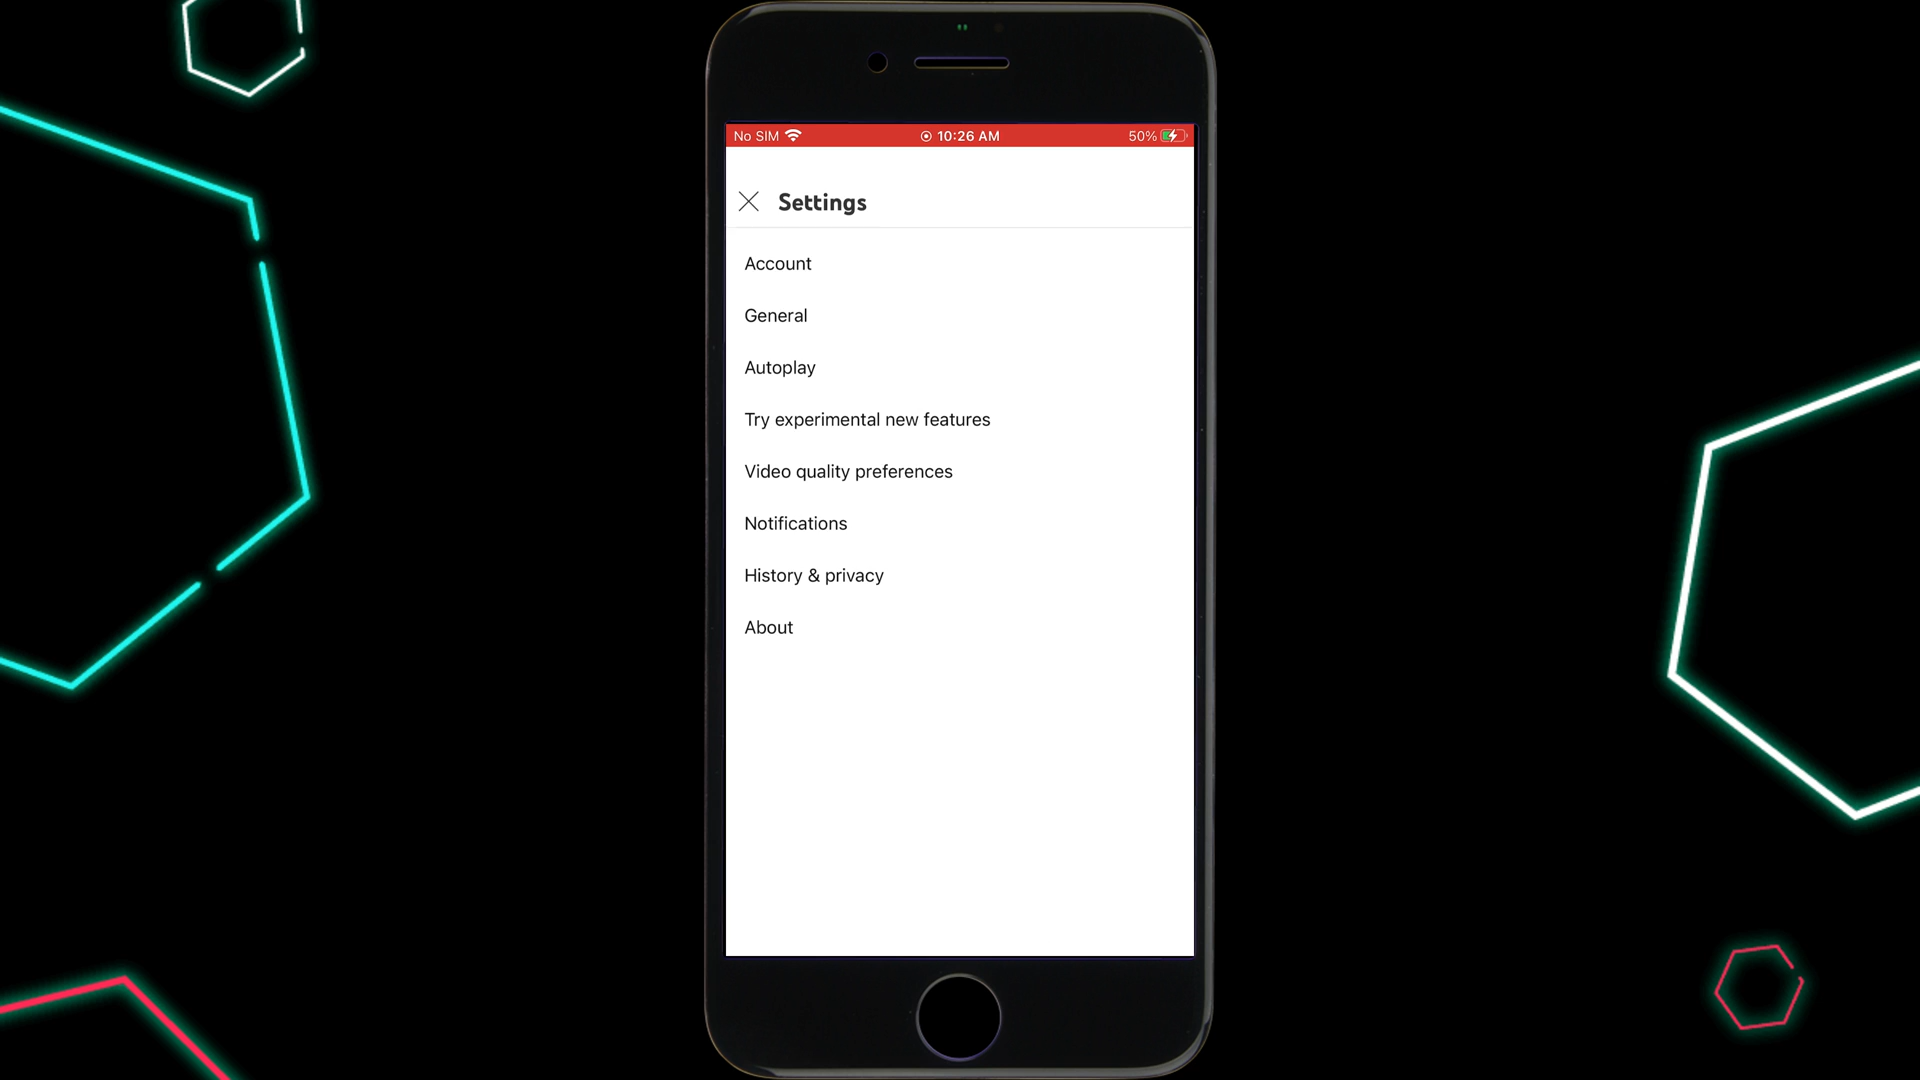 No SIM 10:26 AM 50%
Settings
Account
General
Autoplay
Try experimental new features
Video quality preferences
Notifications
History & privacy
About